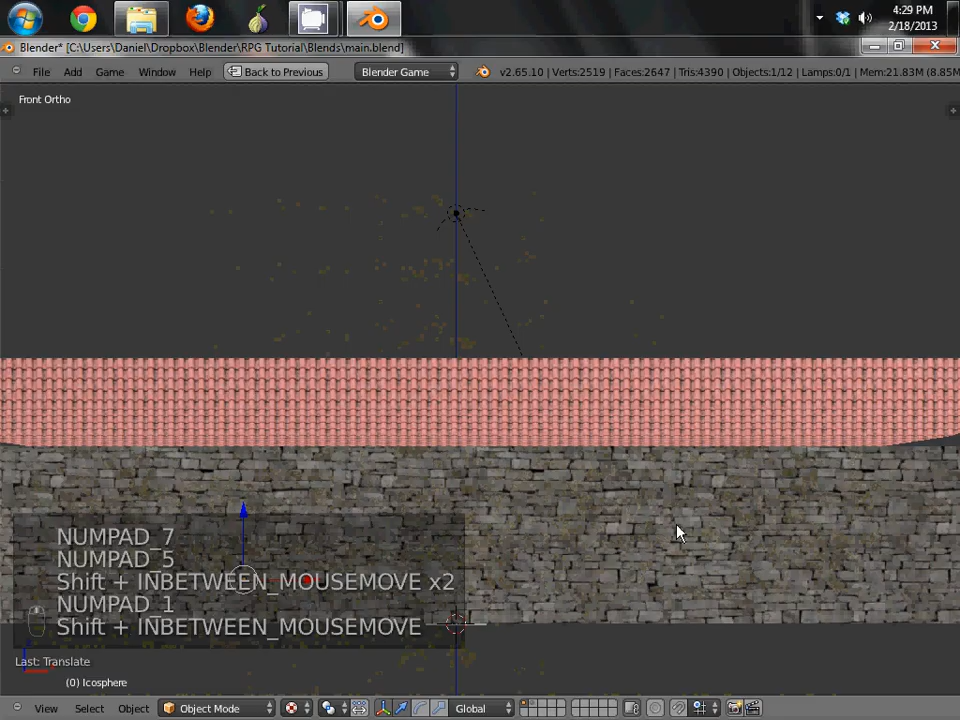 4:29 PM
2/18/2013
Blender* [C:\Users\Daniel\Dropbox\Blender\RPG Tutorial\Blends\main.blend]
File Add Game Window Help Back to Previous Blender Game v2.65.10 | Verts:2519 | Faces:2647 | Tris:4390 | Objects:1/12 | Lamps:0/1 | Mem:21.83M (8.85M
Front Ortho
NUMPAD_7
NUMPAD_5
Shift + INBETWEEN_MOUSEMOVE x2
NUMPAD_1
Shift + INBETWEEN_MOUSEMOVE
Last: Translate
(0) Icosphere
View Select Object Object Mode Global